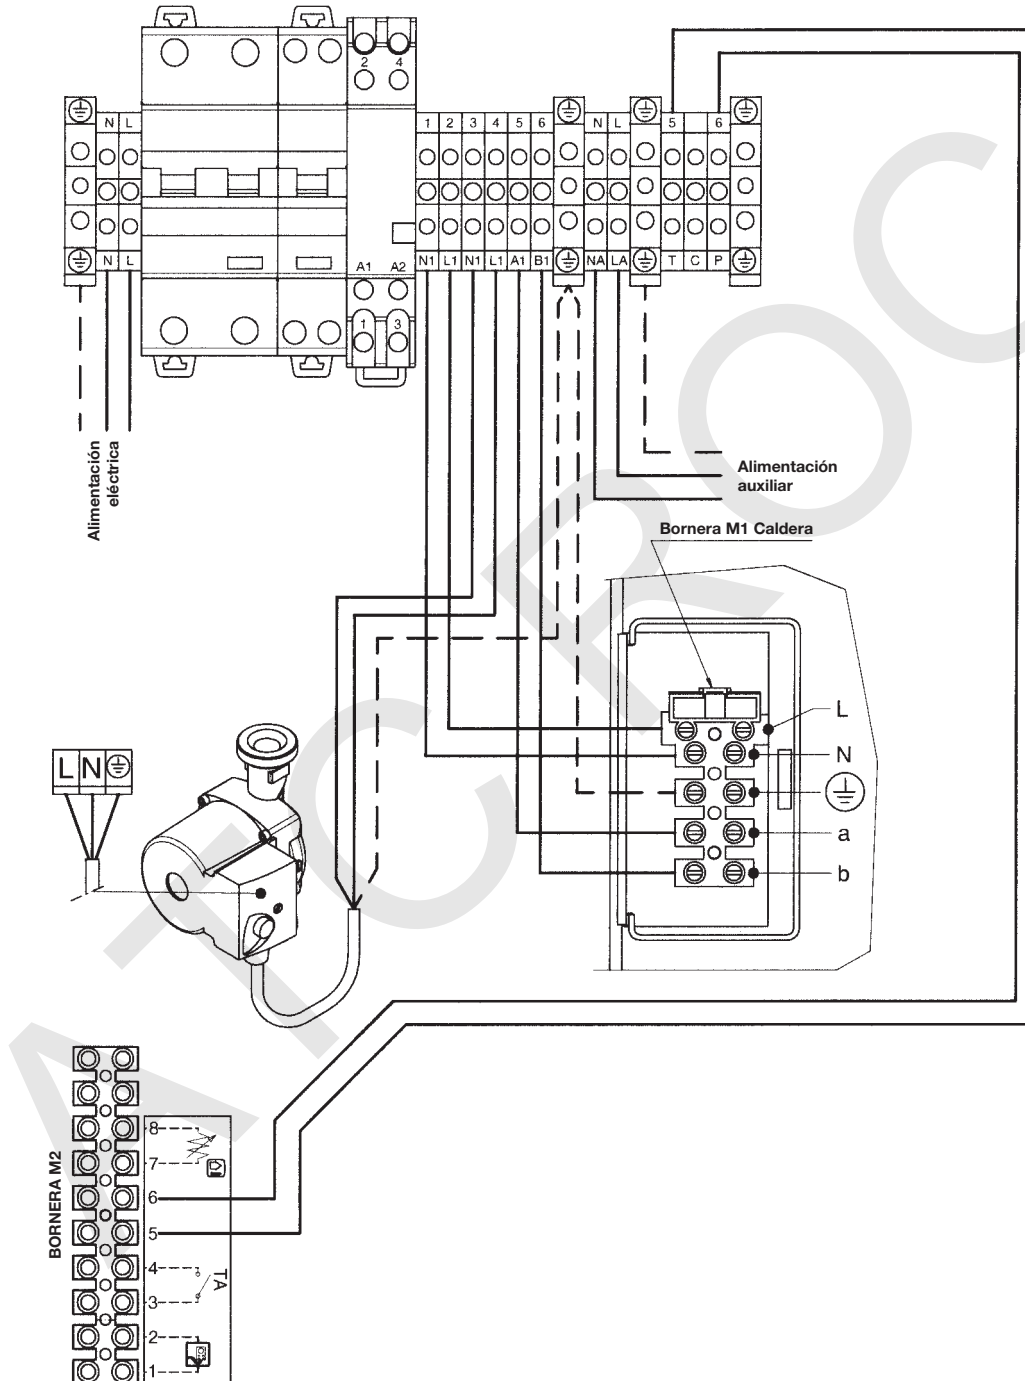 2 4
N L
1 2 3 4 5 6
N L
5 6
N L
A1 A2
N1 L1 N1 L1 A1 B1
NA LA
T C P
1 3
Alimentación
eléctrica
Alimentación
auxiliar
Bornera M1 Caldera
L
N
a
b
L N
BORNERA M2
8
7
6
5
4
3
2
1
TA
ATC ROC